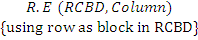 R.E (RCBD, Column)
{using row as block in RCBD}